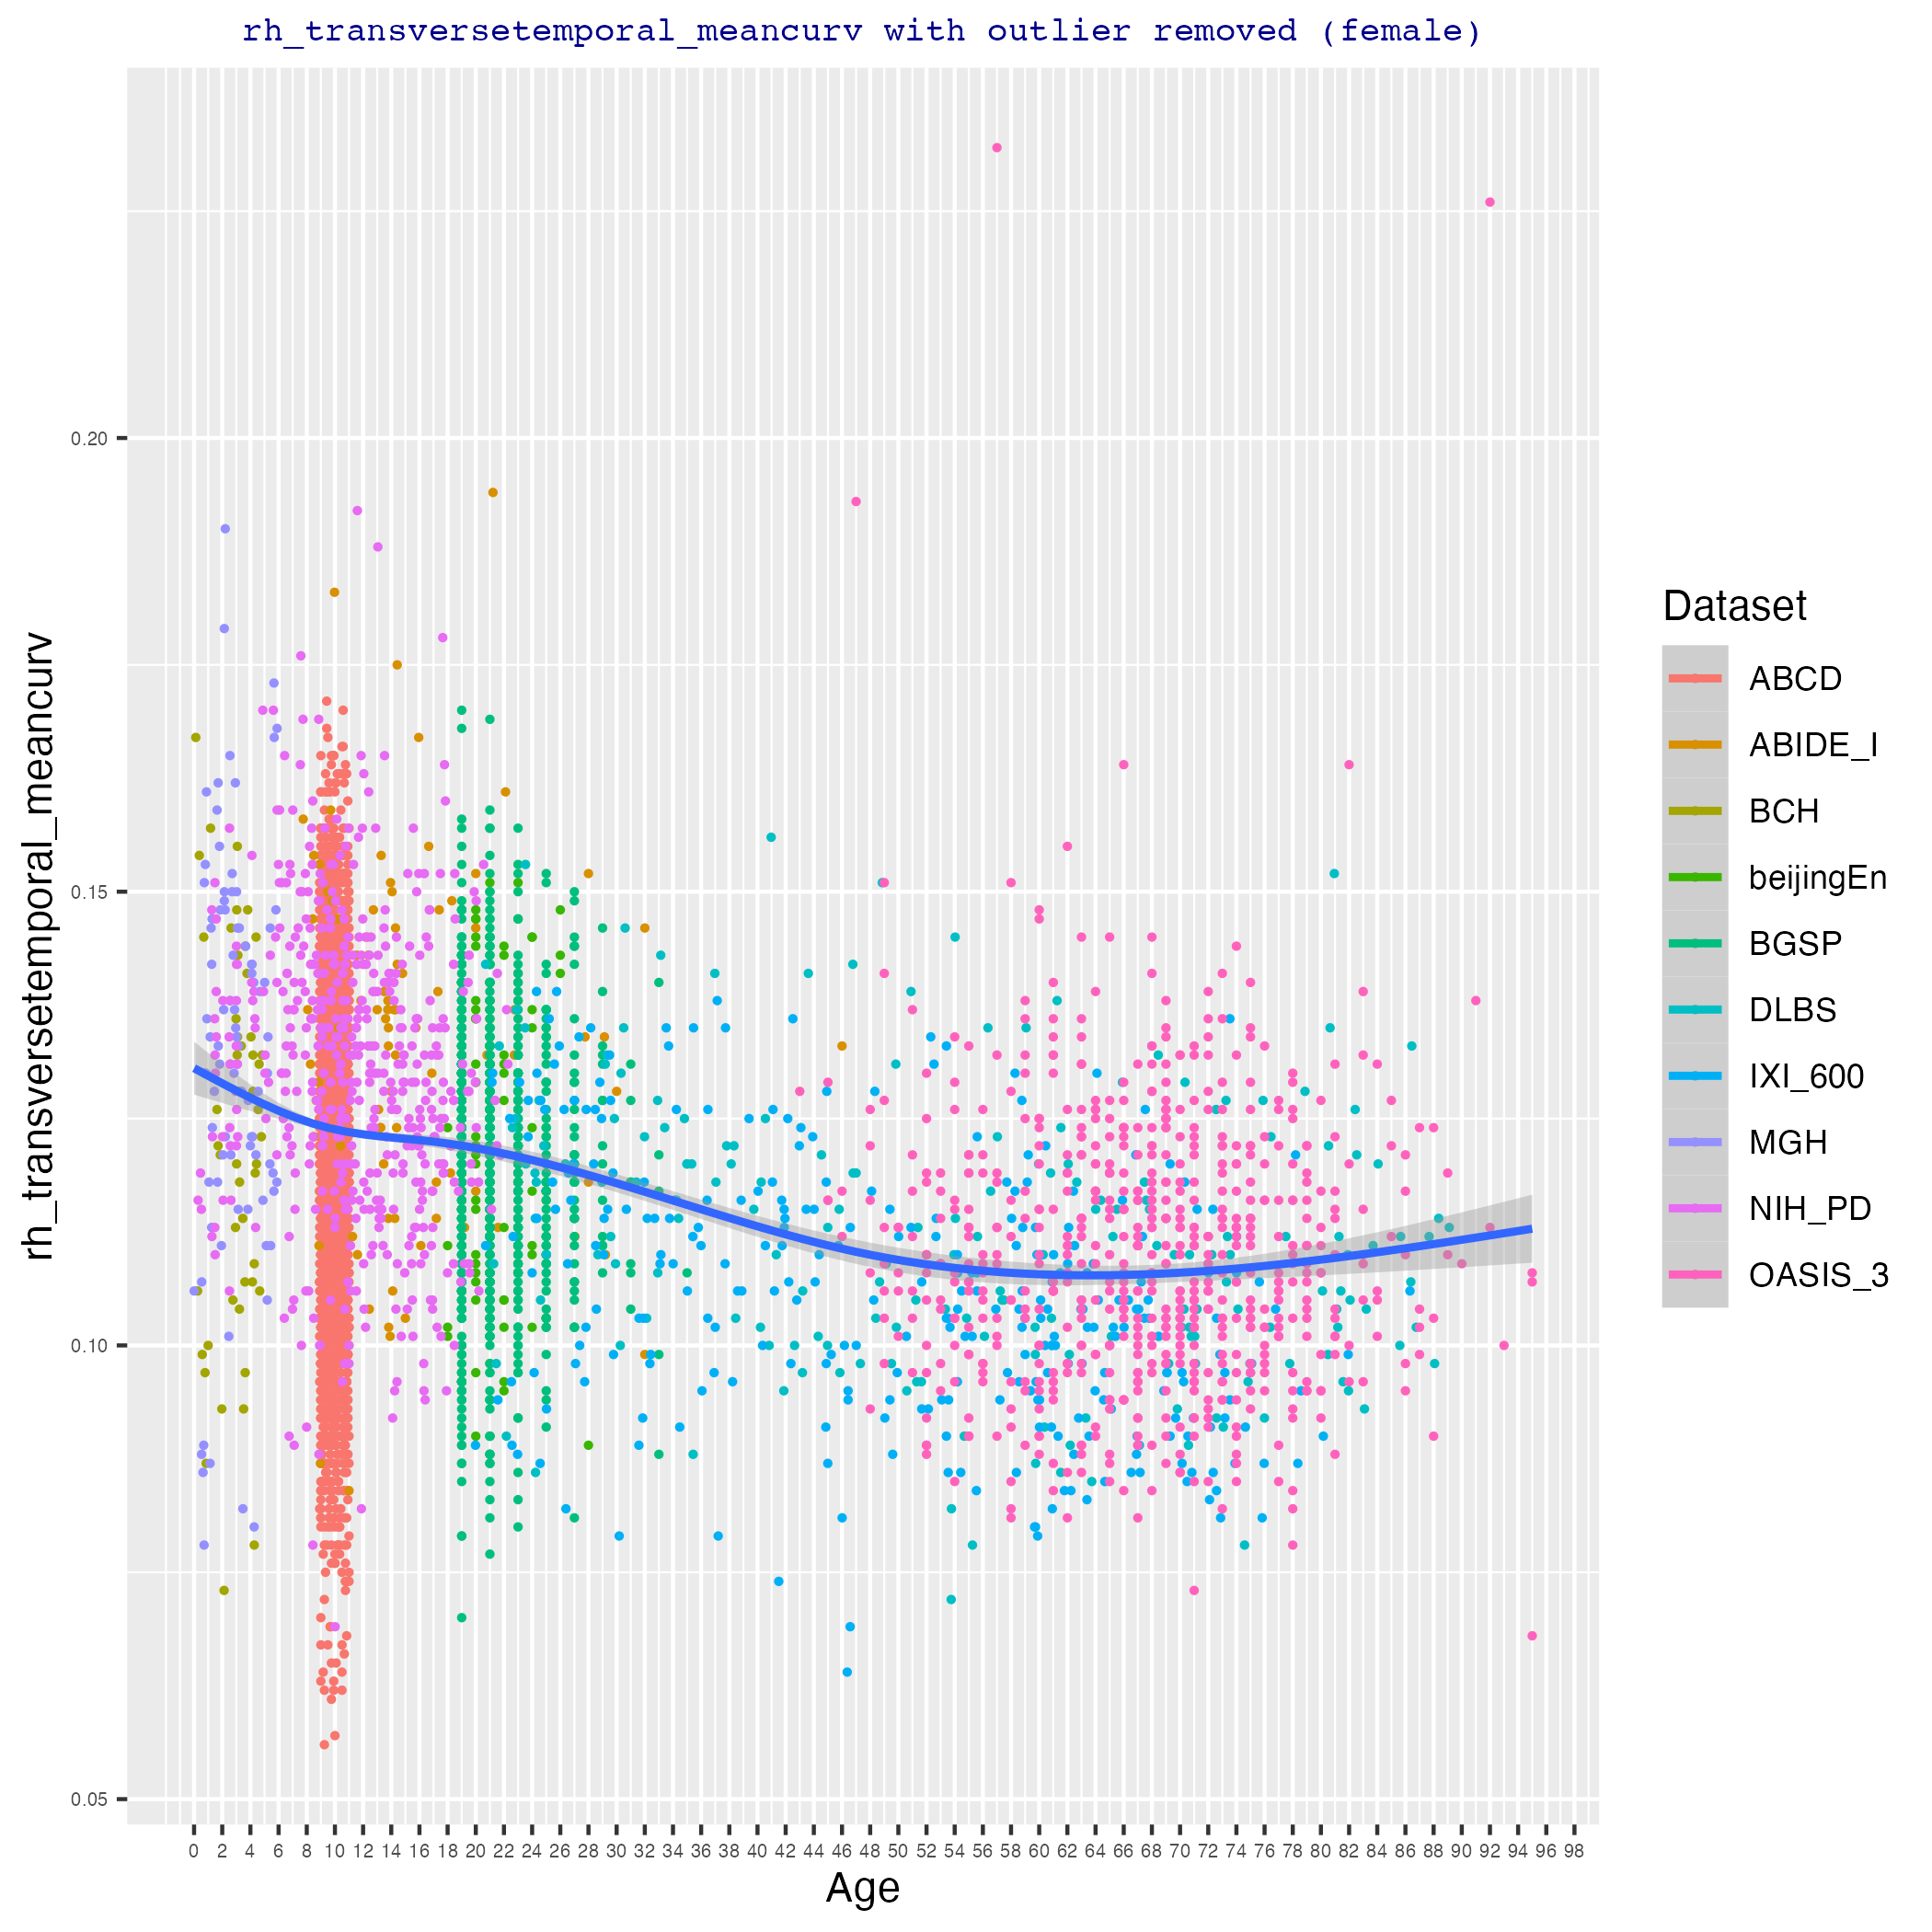 rh_transversetemporal_meancurv with outlier removed (female)
rh_transversetemporal_meancurv
0.20
0.15
0.10
0.05
0 2 4 6 8 10 12 14 16 18 20 22 24 26 28 30 32 34 36 38 40 42 44 46 48 50 52 54 56 58 60 62 64 66 68 70 72 74 76 78 80 82 84 86 88 90 92 94 96 98
Age
Dataset
ABCD
ABIDE_I
BCH
beijingEn
BGSP
DLBS
IXI_600
MGH
NIH_PD
OASIS_3